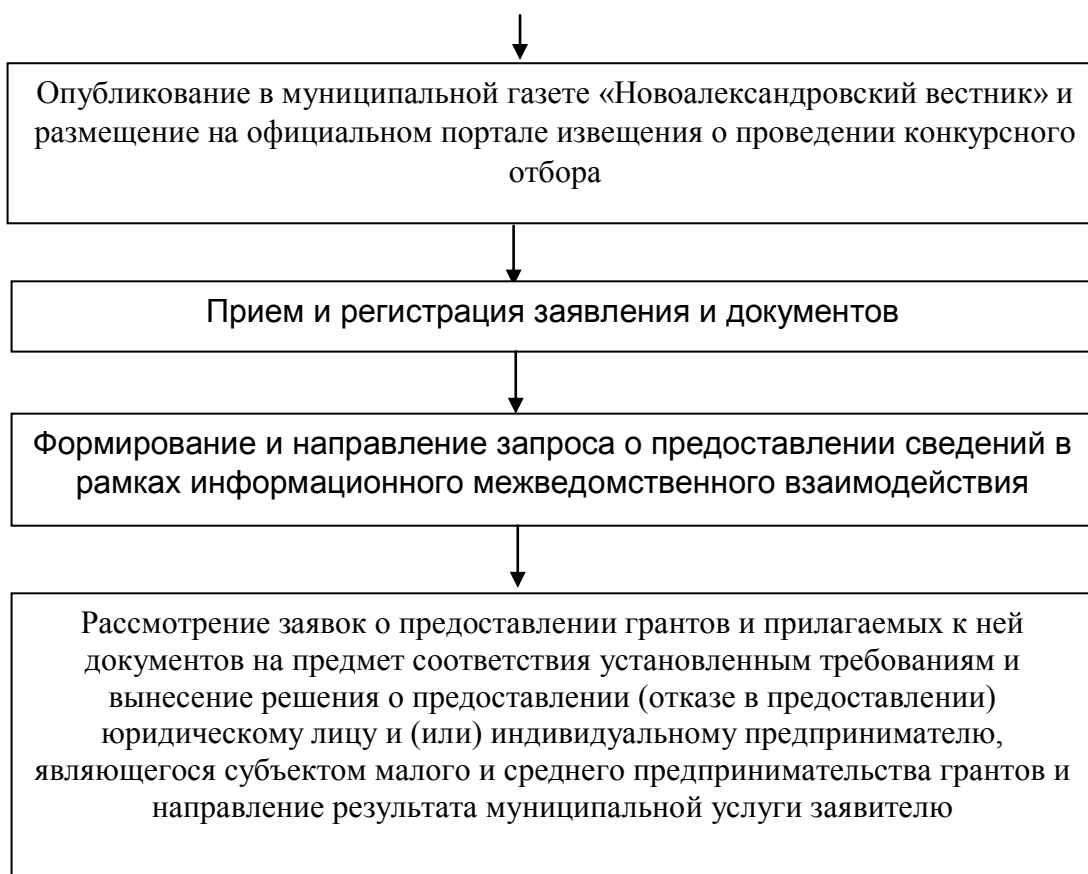 Опубликование в муниципальной газете «Новоалександровский вестник» и
размещение на официальном портале извещения о проведении конкурсного
отбора
Прием и регистрация заявления и документов
Формирование и направление запроса о предоставлении сведений в
рамках информационного межведомственного взаимодействия
Рассмотрение заявок о предоставлении грантов и прилагаемых к ней
документов на предмет соответствия установленным требованиям и
вынесение решения о предоставлении (отказе в предоставлении)
юридическому лицу и (или) индивидуальному предпринимателю,
являющегося субъектом малого и среднего предпринимательства грантов и
направление результата муниципальной услуги заявителю